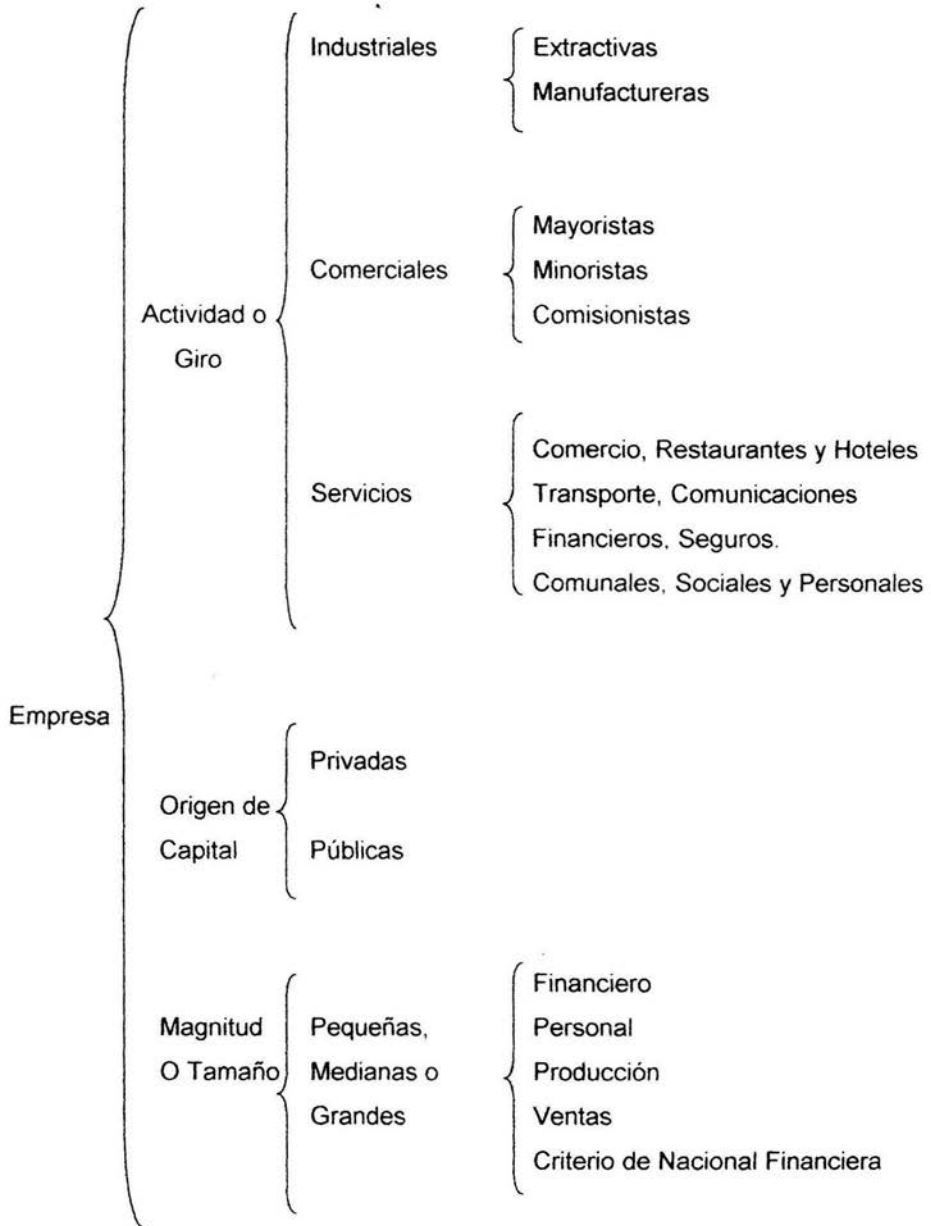 Empresa
Actividad o
Giro
Industriales
Extractivas
Manufactureras
Comerciales
Mayoristas
Minoristas
Comisionistas
Servicios
Comercio, Restaurantes y Hoteles
Transporte, Comunicaciones
Financieros, Seguros.
Comunales, Sociales y Personales
Origen de
Capital
Privadas
Públicas
Magnitud
O Tamaño
Pequeñas,
Medianas o
Grandes
Financiero
Personal
Producción
Ventas
Criterio de Nacional Financiera